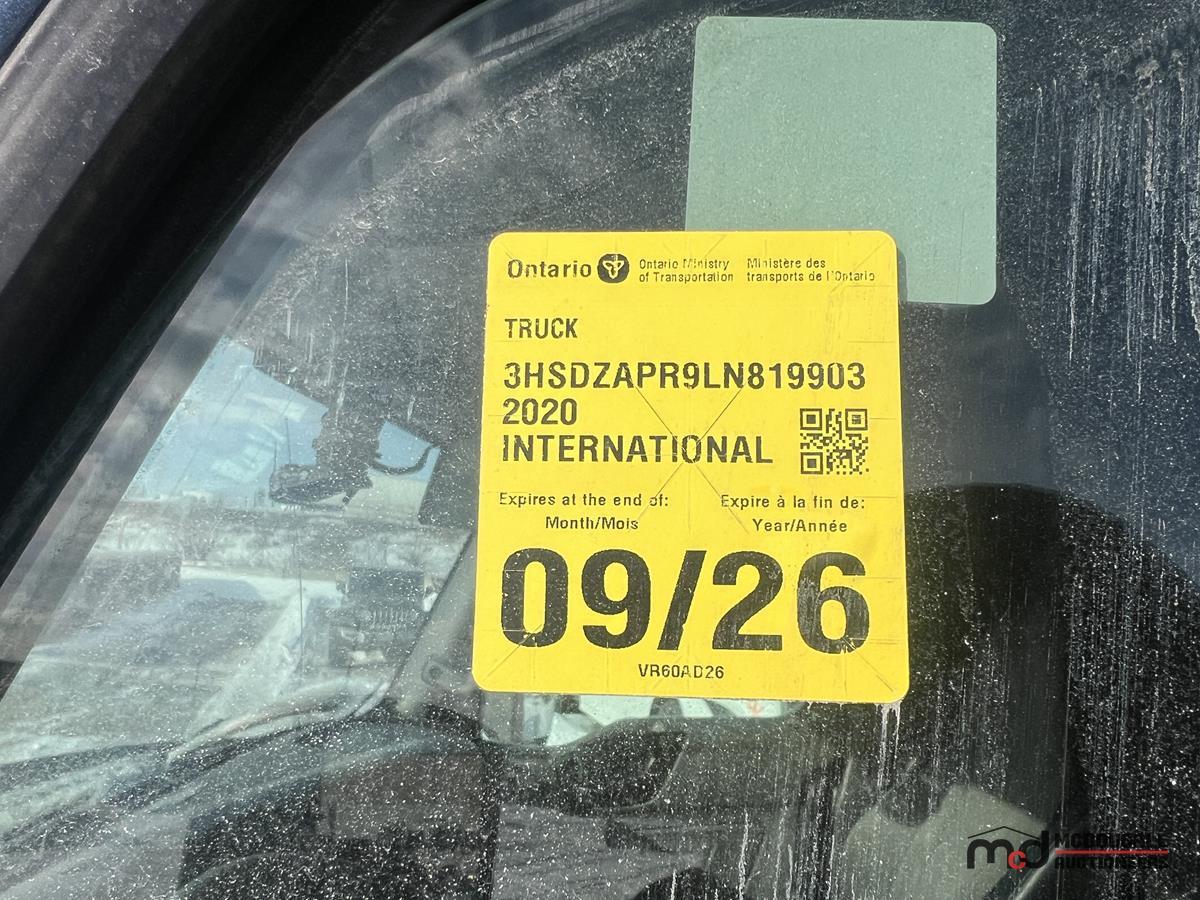 Ontario
Ontario Ministry
of Transportation
Ministère des
transports de l'Ontario
TRUCK
3HSDZAPR9LN819903
2020
INTERNATIONAL
Expires at the end of:
Month/Mois
Expire à la fin de:
Year/Année
09/26
VR60AD26
mcd